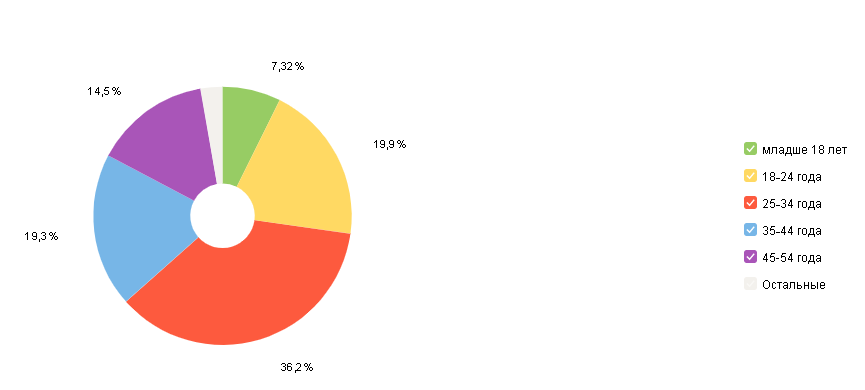 7,32 %
14,5 %
19,9 %
19,3 %
36,2 %
младше 18 лет
18-24 года
25-34 года
35-44 года
45-54 года
Остальные